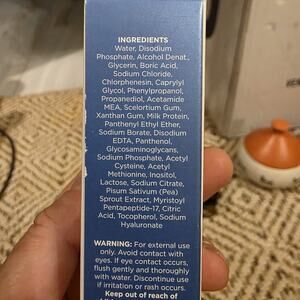 INGREDIENTS
Water, Disodium
Phosphate, Alcohol Denat.,
Glycerin, Boric Acid,
Sodium Chloride,
Chlorphenesin, Caprylyl
Glycol, Phenylpropanol,
Propanediol, Acetamide
MEA, Sclerotium Gum,
Xanthan Gum, Milk Protein,
Panthenyl Ethyl Ether,
Sodium Borate, Disodium
EDTA, Panthenol,
Glycosaminoglycans,
Sodium Phosphate, Acetyl
Cysteine, Acetyl
Methionine, Inositol,
Lactose, Sodium Citrate,
Pisum Sativum (Pea)
Sprout Extract, Myristoyl
Pentapeptide-17, Citric
Acid, Tocopherol, Sodium
Hyaluronate
WARNING: For external use
only. Avoid contact with
eyes. If eye contact occurs,
flush gently and thoroughly
with water. Discontinue use
if irritation or rash occurs.
Keep out of reach of